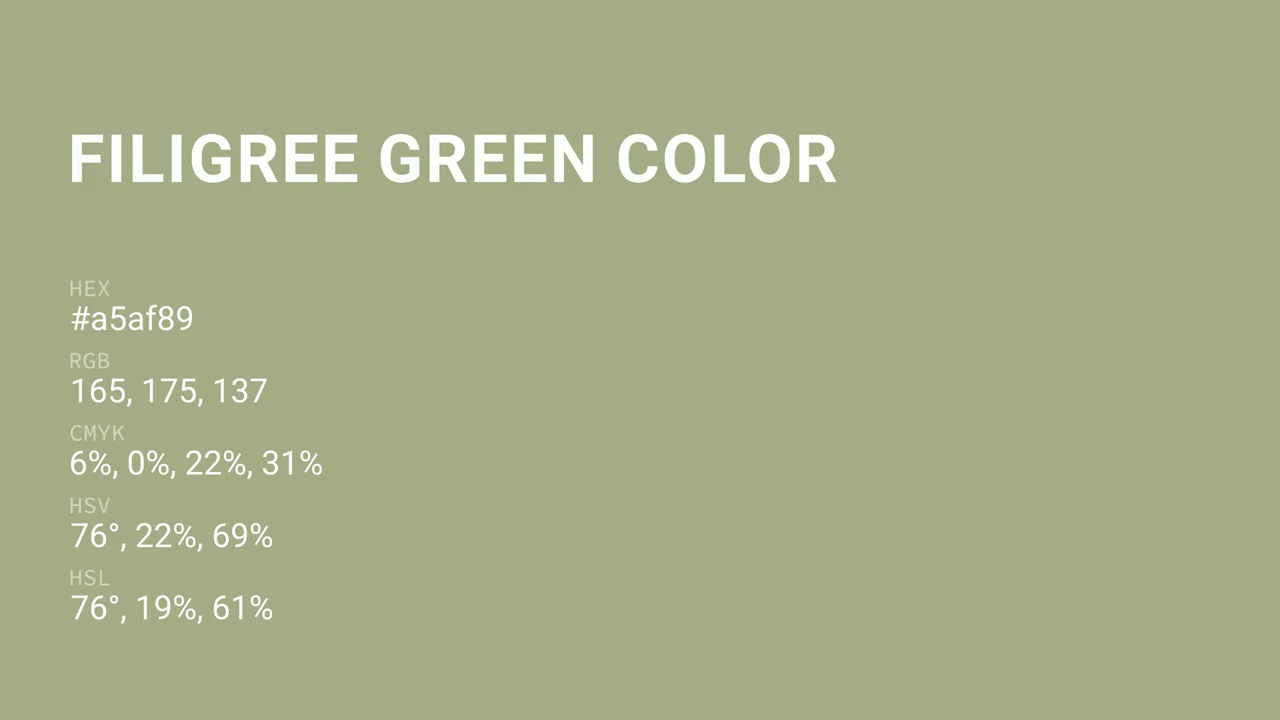 FILIGREE GREEN COLOR
HEX
#a5af89
RGB
165, 175, 137
CMYK
6%, 0%, 22%, 31%
HSV
76°, 22%, 69%
HSL
76°, 19%, 61%